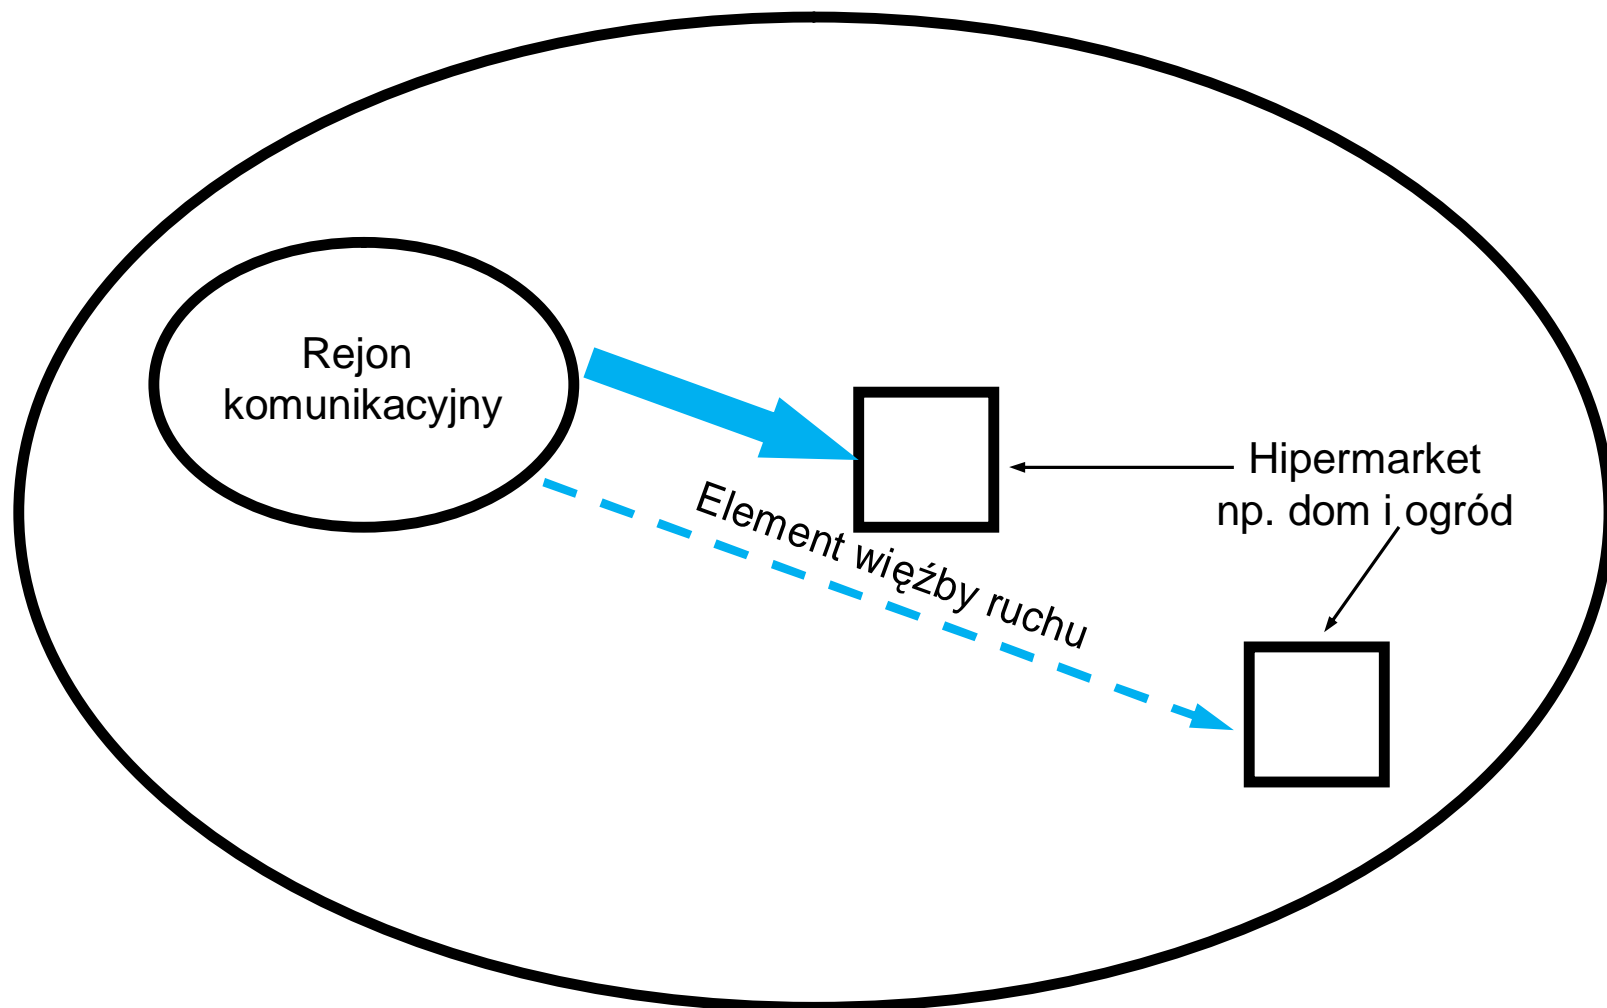 Rejon
komunikacyjny
Element więźby ruchu
Hipermarket
np. dom i ogród